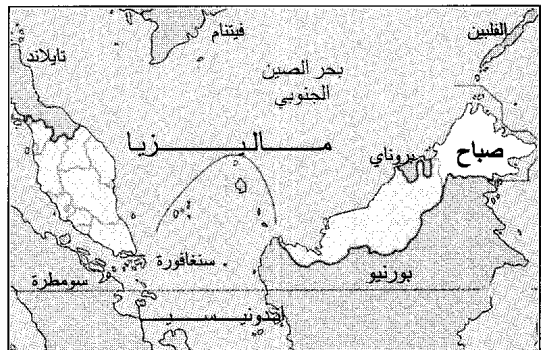 فيتنام
الفلبين
تايلاند
بحر الصين
الجنوبي
ماليزيا
بروناي
صباح
سنغافورة
سومطرة
بورنيو
إندونيسيا